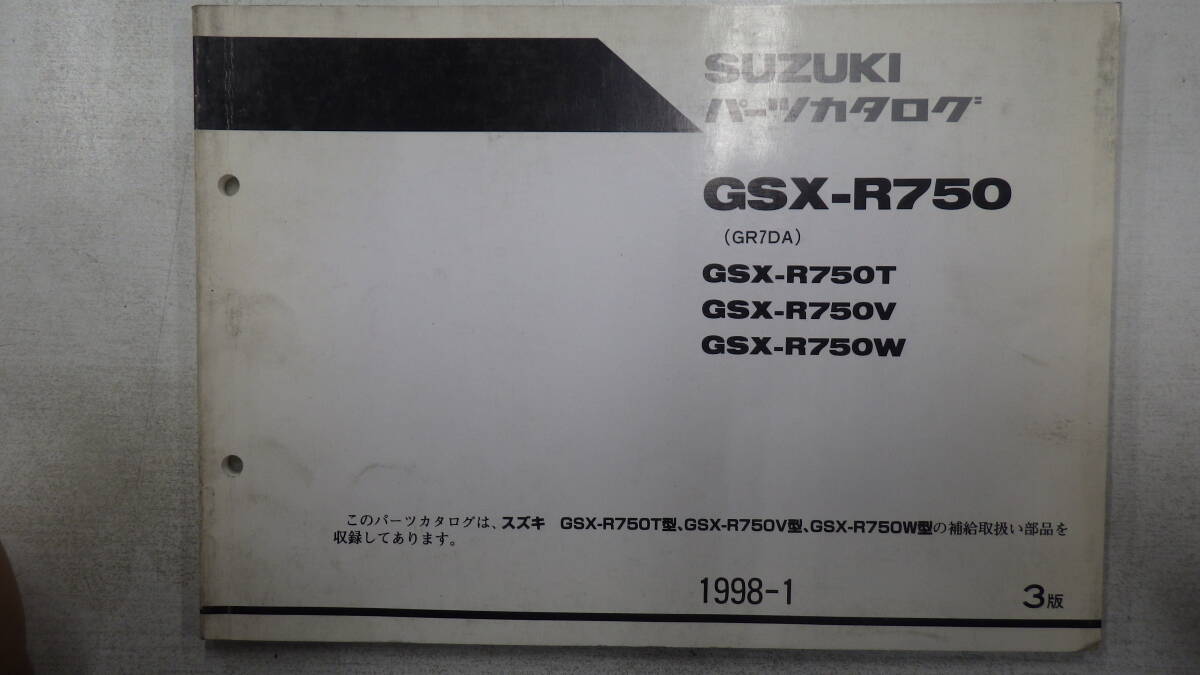 SUZUKI
パーツカタログ
GSX-R750
(GR7DA)
GSX-R750T
GSX-R750V
GSX-R750W
このパーツカタログは、スズキ GSX-R750T型、GSX-R750V型、GSX-R750W型の補給取扱い部品を
収録してあります。
1998-1
3版